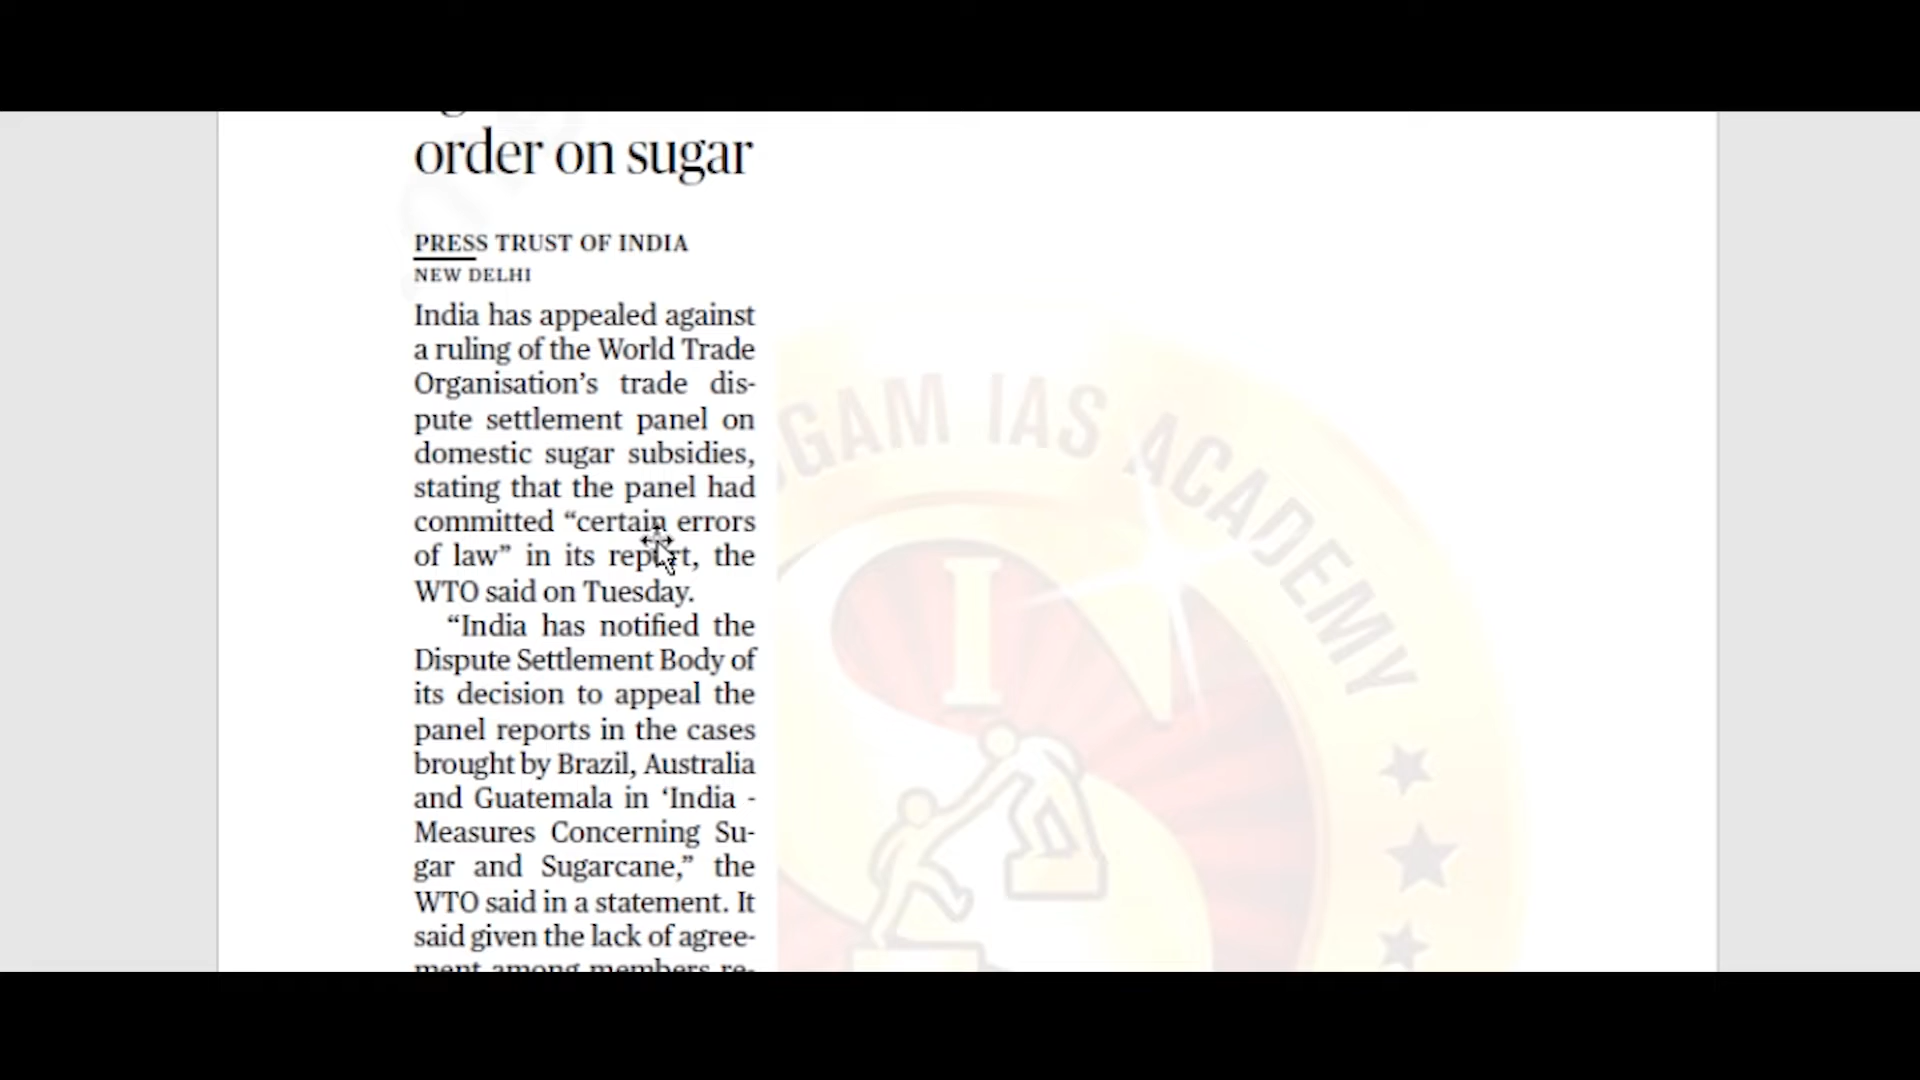 order on sugar
PRESS TRUST OF INDIA
NEW DELHI
India has appealed against
a ruling of the World Trade
Organisation’s trade dis-
pute settlement panel on
domestic sugar subsidies,
stating that the panel had
committed “certain errors
of law” in its report, the
WTO said on Tuesday.
“India has notified the
Dispute Settlement Body of
its decision to appeal the
panel reports in the cases
brought by Brazil, Australia
and Guatemala in ‘India -
Measures Concerning Su-
gar and Sugarcane,” the
WTO said in a statement. It
said given the lack of agree-
ment among members re-
GAM IAS ACADEMY
I